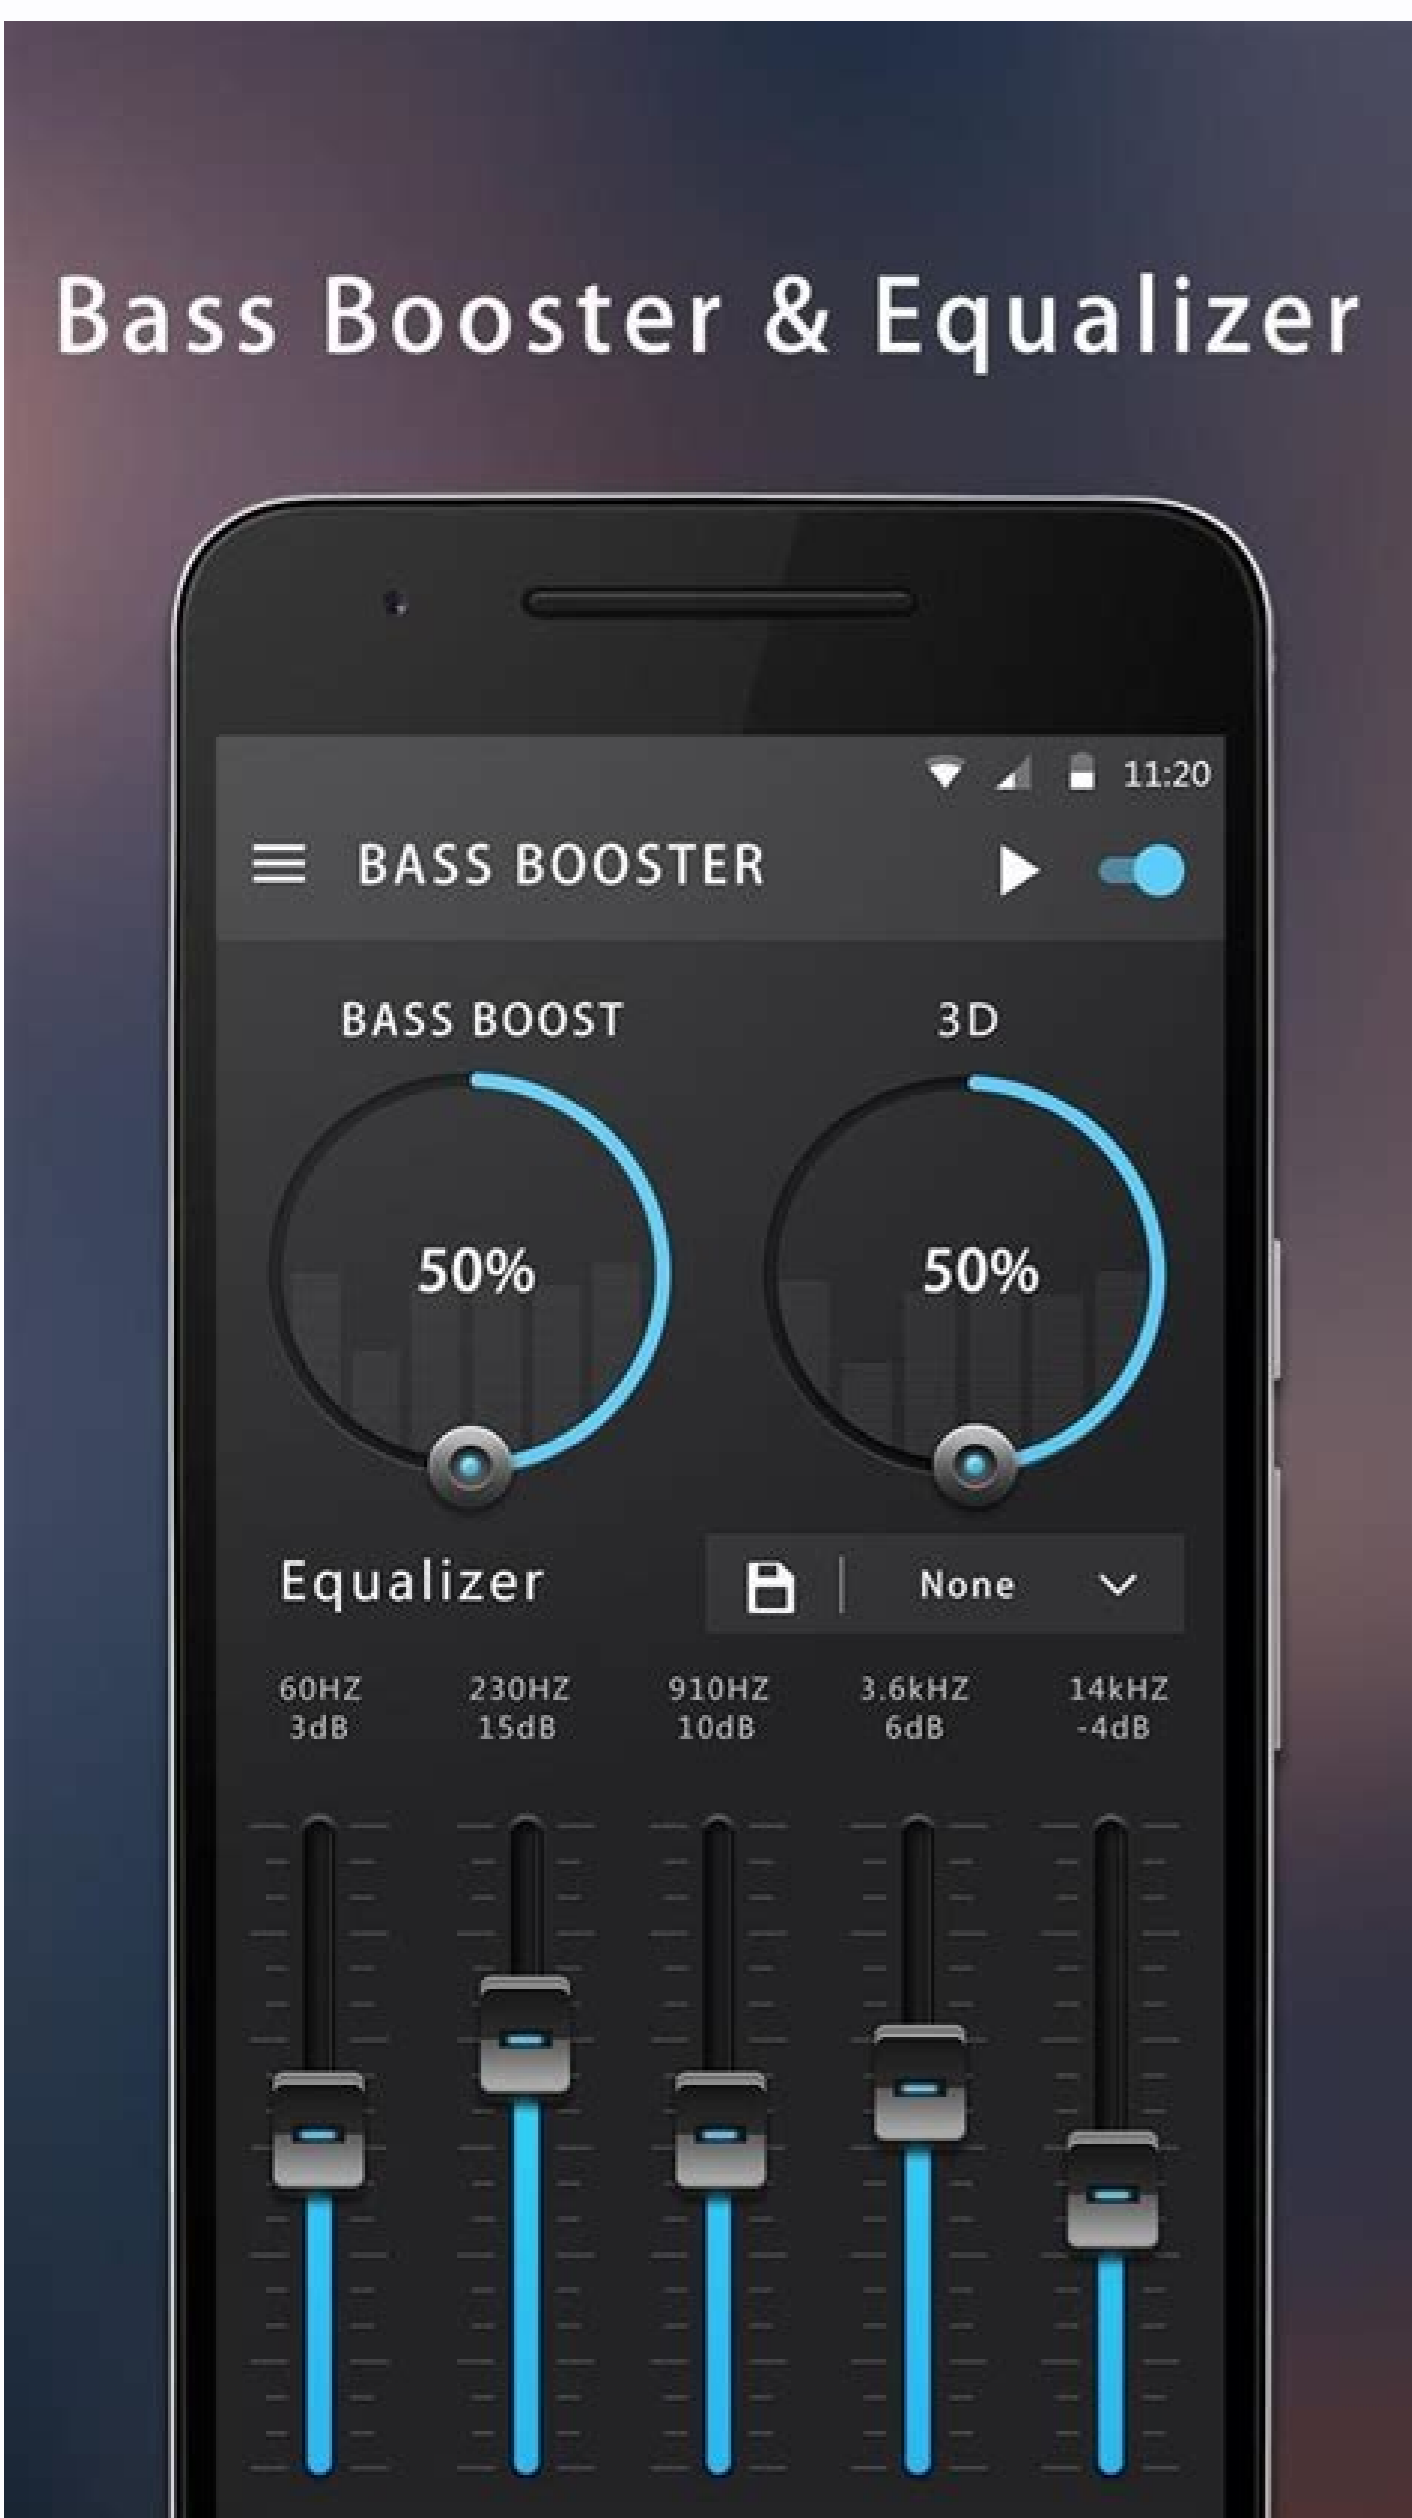 Bass Booster & Equalizer
11:20
BASS BOOSTER
BASS BOOST 3D
50% 50%
Equalizer None
60HZ 230HZ 910HZ 3.6kHZ 14kHZ
3dB 15dB 10dB 6dB -4dB